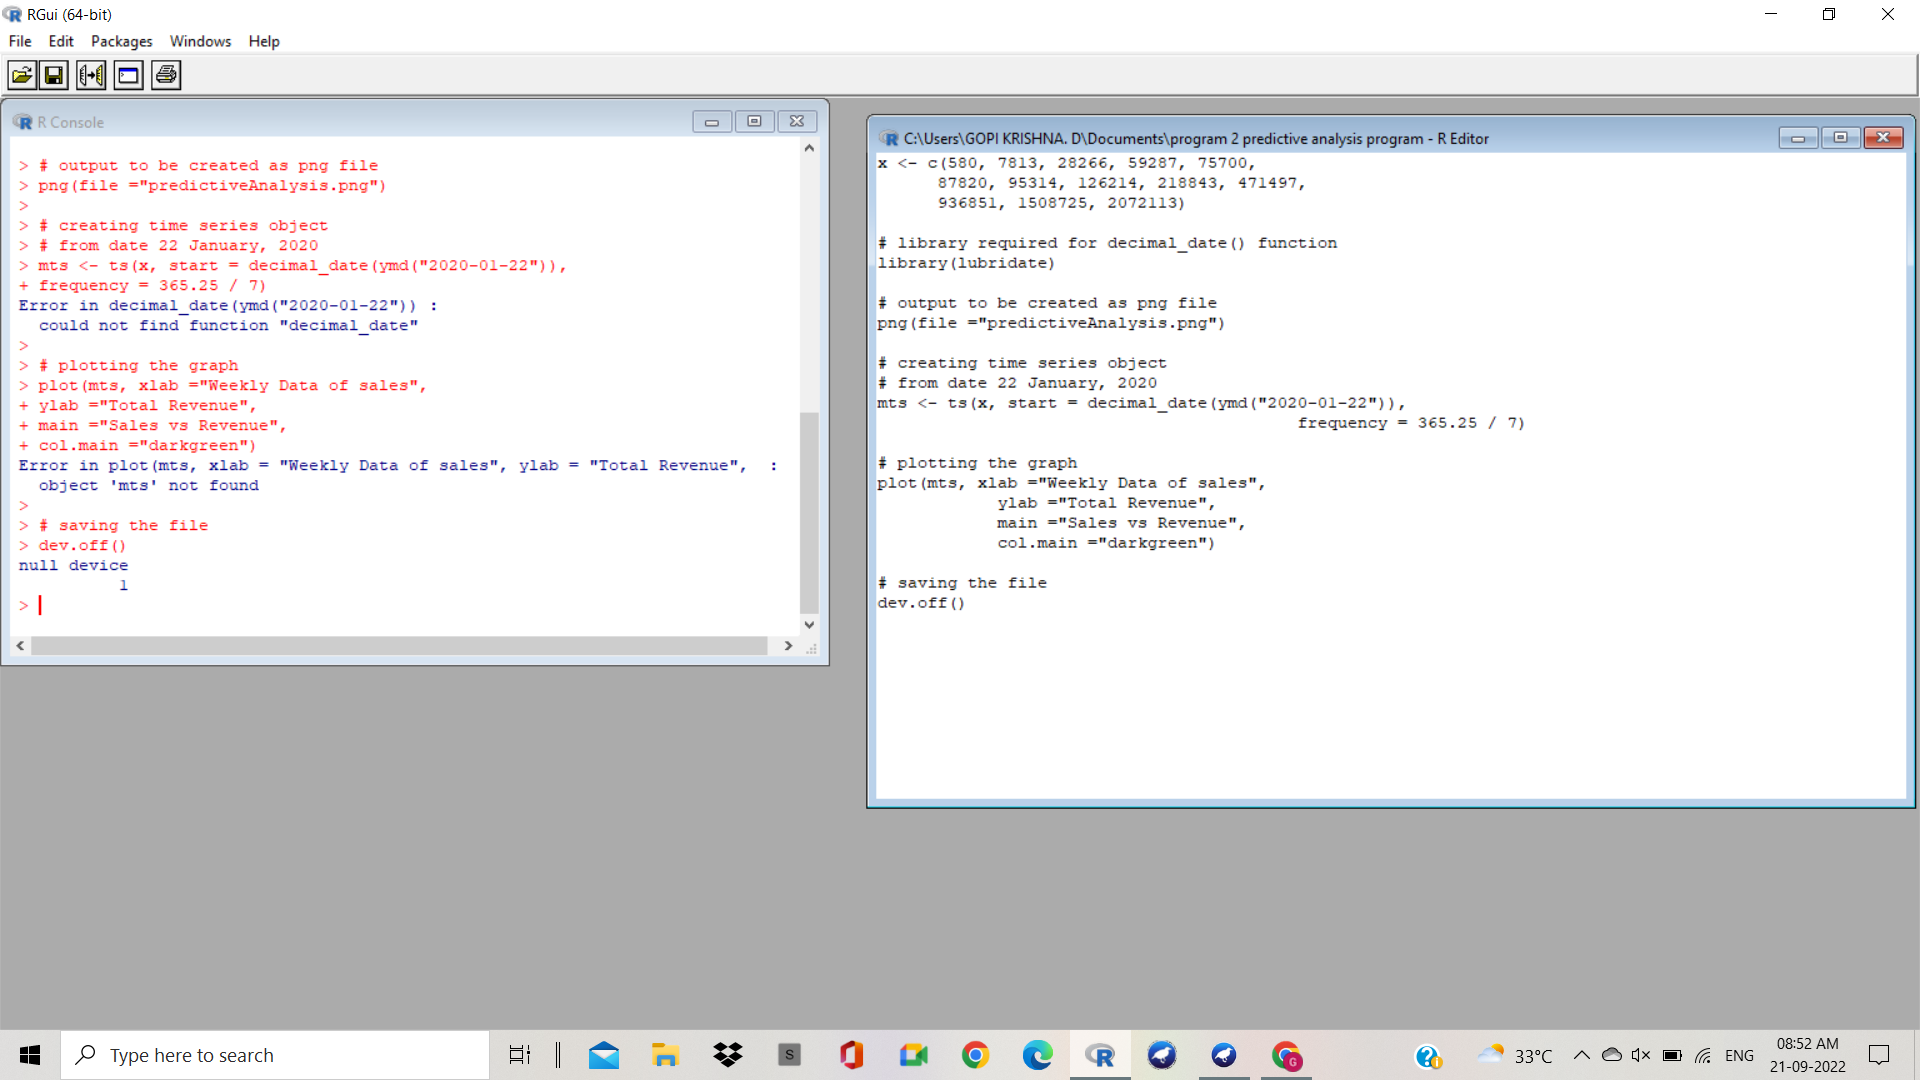 RGui (64-bit)
File Edit Packages Windows Help
R Console
> # output to be created as png file
> png(file ="predictiveAnalysis.png")
>
> # creating time series object
> # from date 22 January, 2020
> mts <- ts(x, start = decimal_date(ymd("2020-01-22")),
+ frequency = 365.25 / 7)
Error in decimal_date(ymd("2020-01-22")) :
  could not find function "decimal_date"
>
> # plotting the graph
> plot(mts, xlab ="Weekly Data of sales",
+ ylab ="Total Revenue",
+ main ="Sales vs Revenue",
+ col.main ="darkgreen")
Error in plot(mts, xlab = "Weekly Data of sales", ylab = "Total Revenue",  :
  object 'mts' not found
>
> # saving the file
> dev.off()
null device
          1
>
C:\Users\GOPI KRISHNA. D\Documents\program 2 predictive analysis program - R Editor
x <- c(580, 7813, 28266, 59287, 75700,
      87820, 95314, 126214, 218843, 471497,
      936851, 1508725, 2072113)
# library required for decimal_date() function
library(lubridate)
# output to be created as png file
png(file ="predictiveAnalysis.png")
# creating time series object
# from date 22 January, 2020
mts <- ts(x, start = decimal_date(ymd("2020-01-22")),
                                          frequency = 365.25 / 7)
# plotting the graph
plot(mts, xlab ="Weekly Data of sales",
            ylab ="Total Revenue",
            main ="Sales vs Revenue",
            col.main ="darkgreen")
# saving the file
dev.off()
Type here to search
S
G
33°C
ENG
08:52 AM
21-09-2022